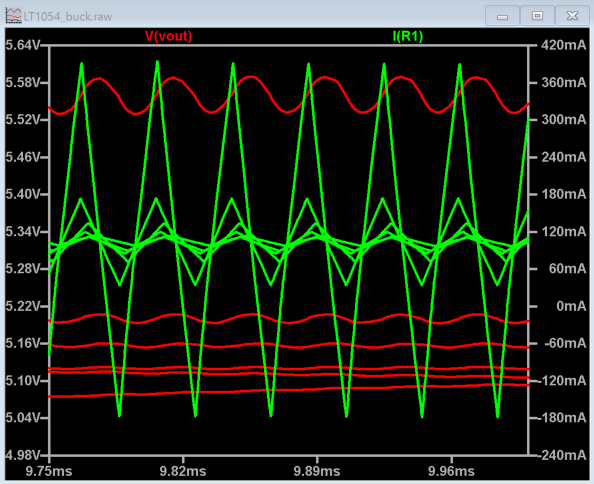 LT1054_buck.raw
V(vout) I(R1)
5.64V 420mA
5.58V 360mA
5.52V 300mA
5.46V 240mA
5.40V 180mA
5.34V 120mA
5.28V 60mA
5.22V 0mA
5.16V -60mA
5.10V -120mA
5.04V -180mA
4.98V -240mA
9.75ms 9.82ms 9.89ms 9.96ms